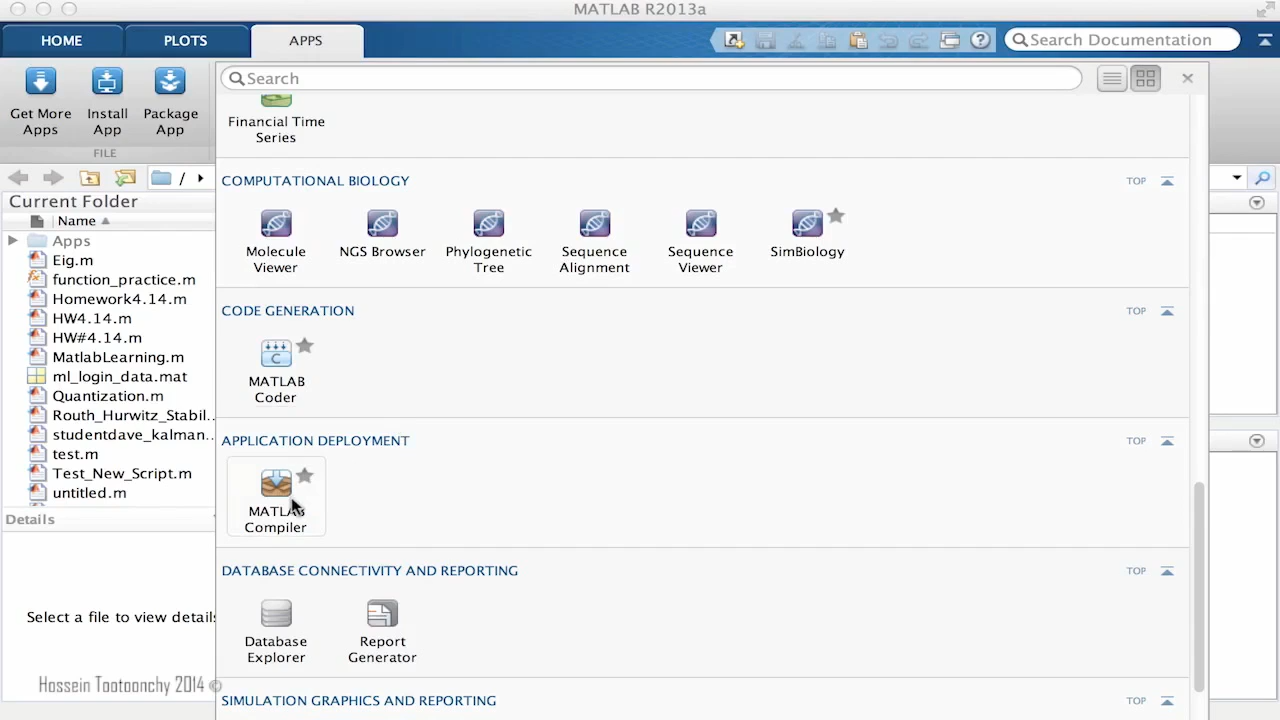 MATLAB R2013a
HOME PLOTS APPS
Search Documentation
Get More Apps
Install App
Package App
FILE
/
Current Folder
Name
Apps
Eig.m
function_practice.m
Homework4.14.m
HW4.14.m
HW#4.14.m
MatlabLearning.m
ml_login_data.mat
Quantization.m
Routh_Hurwitz_Stabil...
studentdave_kalman...
test.m
Test_New_Script.m
untitled.m
Details
Select a file to view details
Hossein Tootoonchy 2014 ©
Search
Financial Time Series
COMPUTATIONAL BIOLOGY TOP
Molecule Viewer
NGS Browser
Phylogenetic Tree
Sequence Alignment
Sequence Viewer
SimBiology
CODE GENERATION TOP
MATLAB Coder
APPLICATION DEPLOYMENT TOP
MATLAB Compiler
DATABASE CONNECTIVITY AND REPORTING TOP
Database Explorer
Report Generator
SIMULATION GRAPHICS AND REPORTING TOP